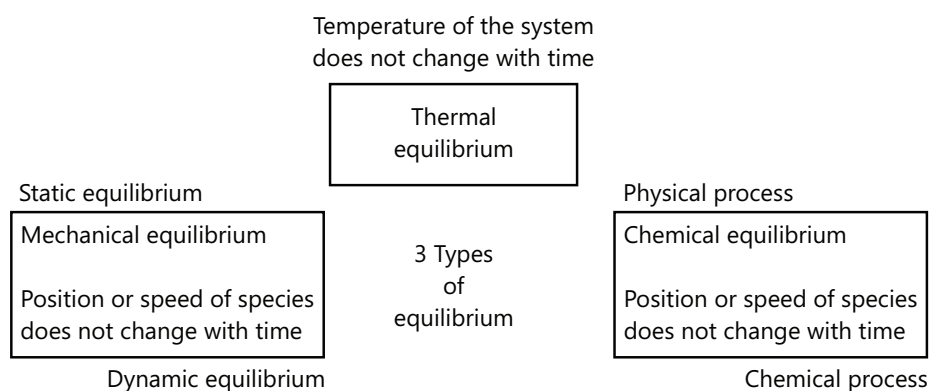 Temperature of the system
does not change with time
Thermal
equilibrium
Static equilibrium
Mechanical equilibrium
Position or speed of species
does not change with time
Dynamic equilibrium
3 Types
of
equilibrium
Physical process
Chemical equilibrium
Position or speed of species
does not change with time
Chemical process